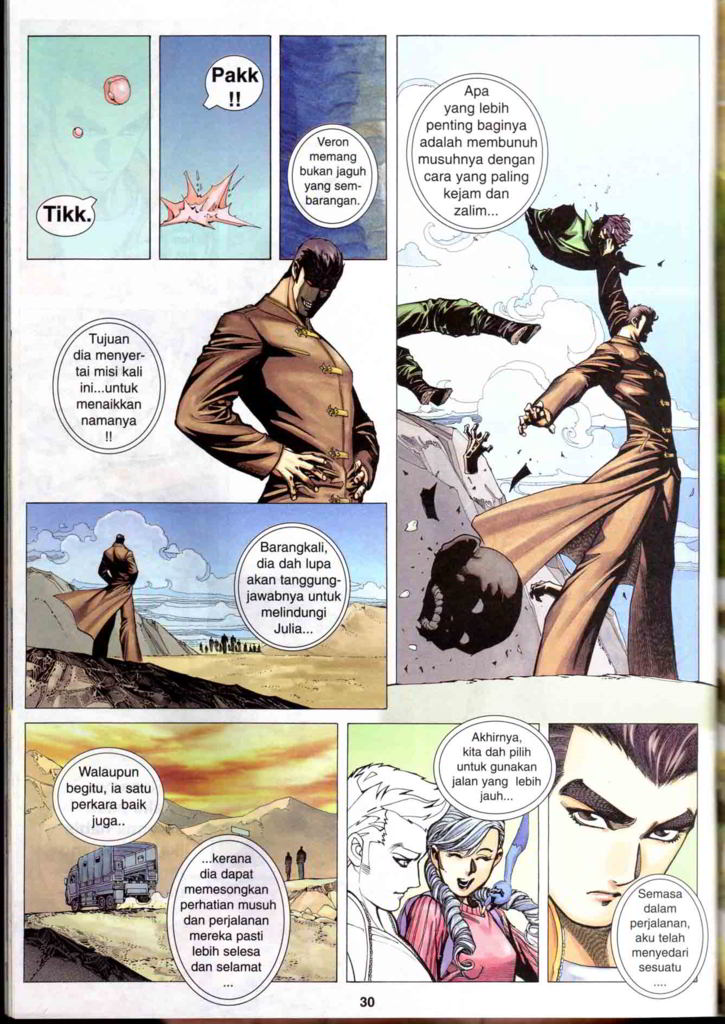 Tikk.
Pakk
!!
Veron
memang
bukan jaguh
yang sem-
barangan.
Apa
yang lebih
penting baginya
adalah membunuh
musuhnya dengan
cara yang paling
kejam dan
zalim...
Tujuan
dia menyer-
tai misi kali
ini...untuk
menaikkan
namanya
!!
Barangkali,
dia dah lupa
akan tanggung-
jawabnya untuk
melindungi
Julia...
Walaupun
begitu, ia satu
perkara baik
juga..
...kerana
dia dapat
memesongkan
perhatian musuh
dan perjalanan
mereka pasti
lebih selesa
dan selamat
...
Akhirnya,
kita dah pilih
untuk gunakan
jalan yang lebih
jauh...
Semasa
dalam
perjalanan,
aku telah
menyedari
sesuatu
....
30